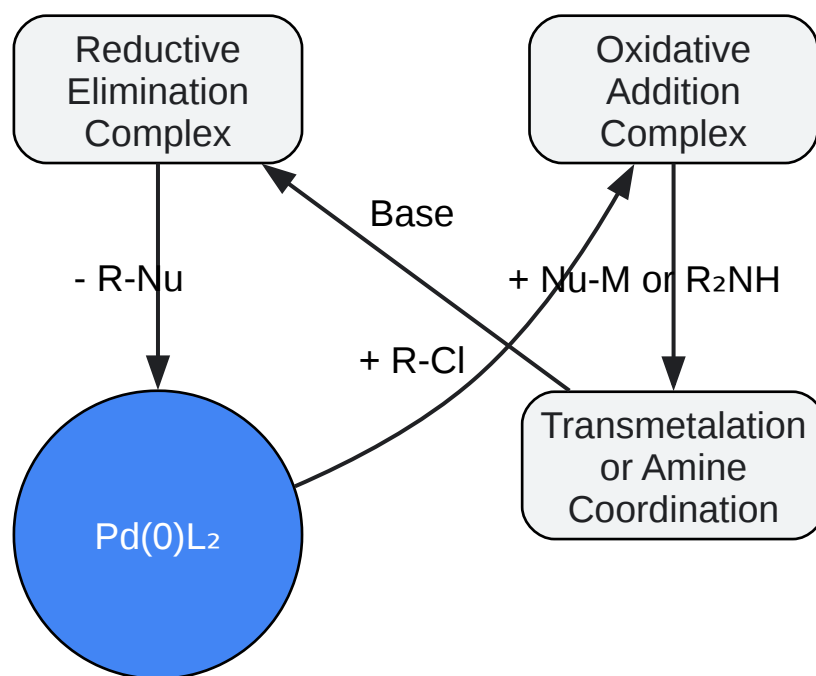 Reductive
Elimination
Complex
Oxidative
Addition
Complex
Base
- R-Nu
+ Nu-M or R₂NH
+ R-Cl
Transmetalation
or Amine
Coordination
Pd(0)L₂